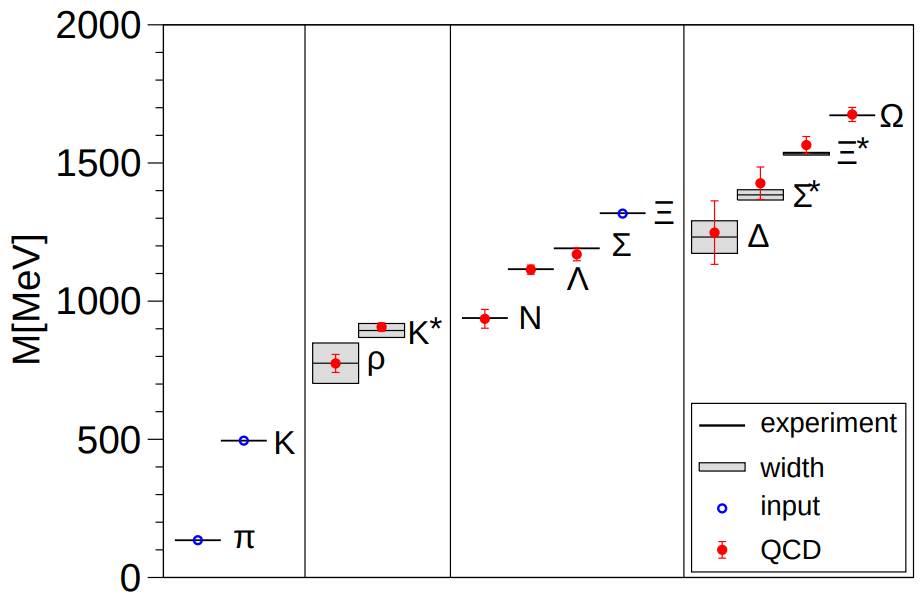 2000
1500
1000
500
0
M[MeV]
π
K
ρ
K*
N
Λ
Σ
Ξ
Δ
Σ*
Ξ*
Ω
experiment
width
input
QCD